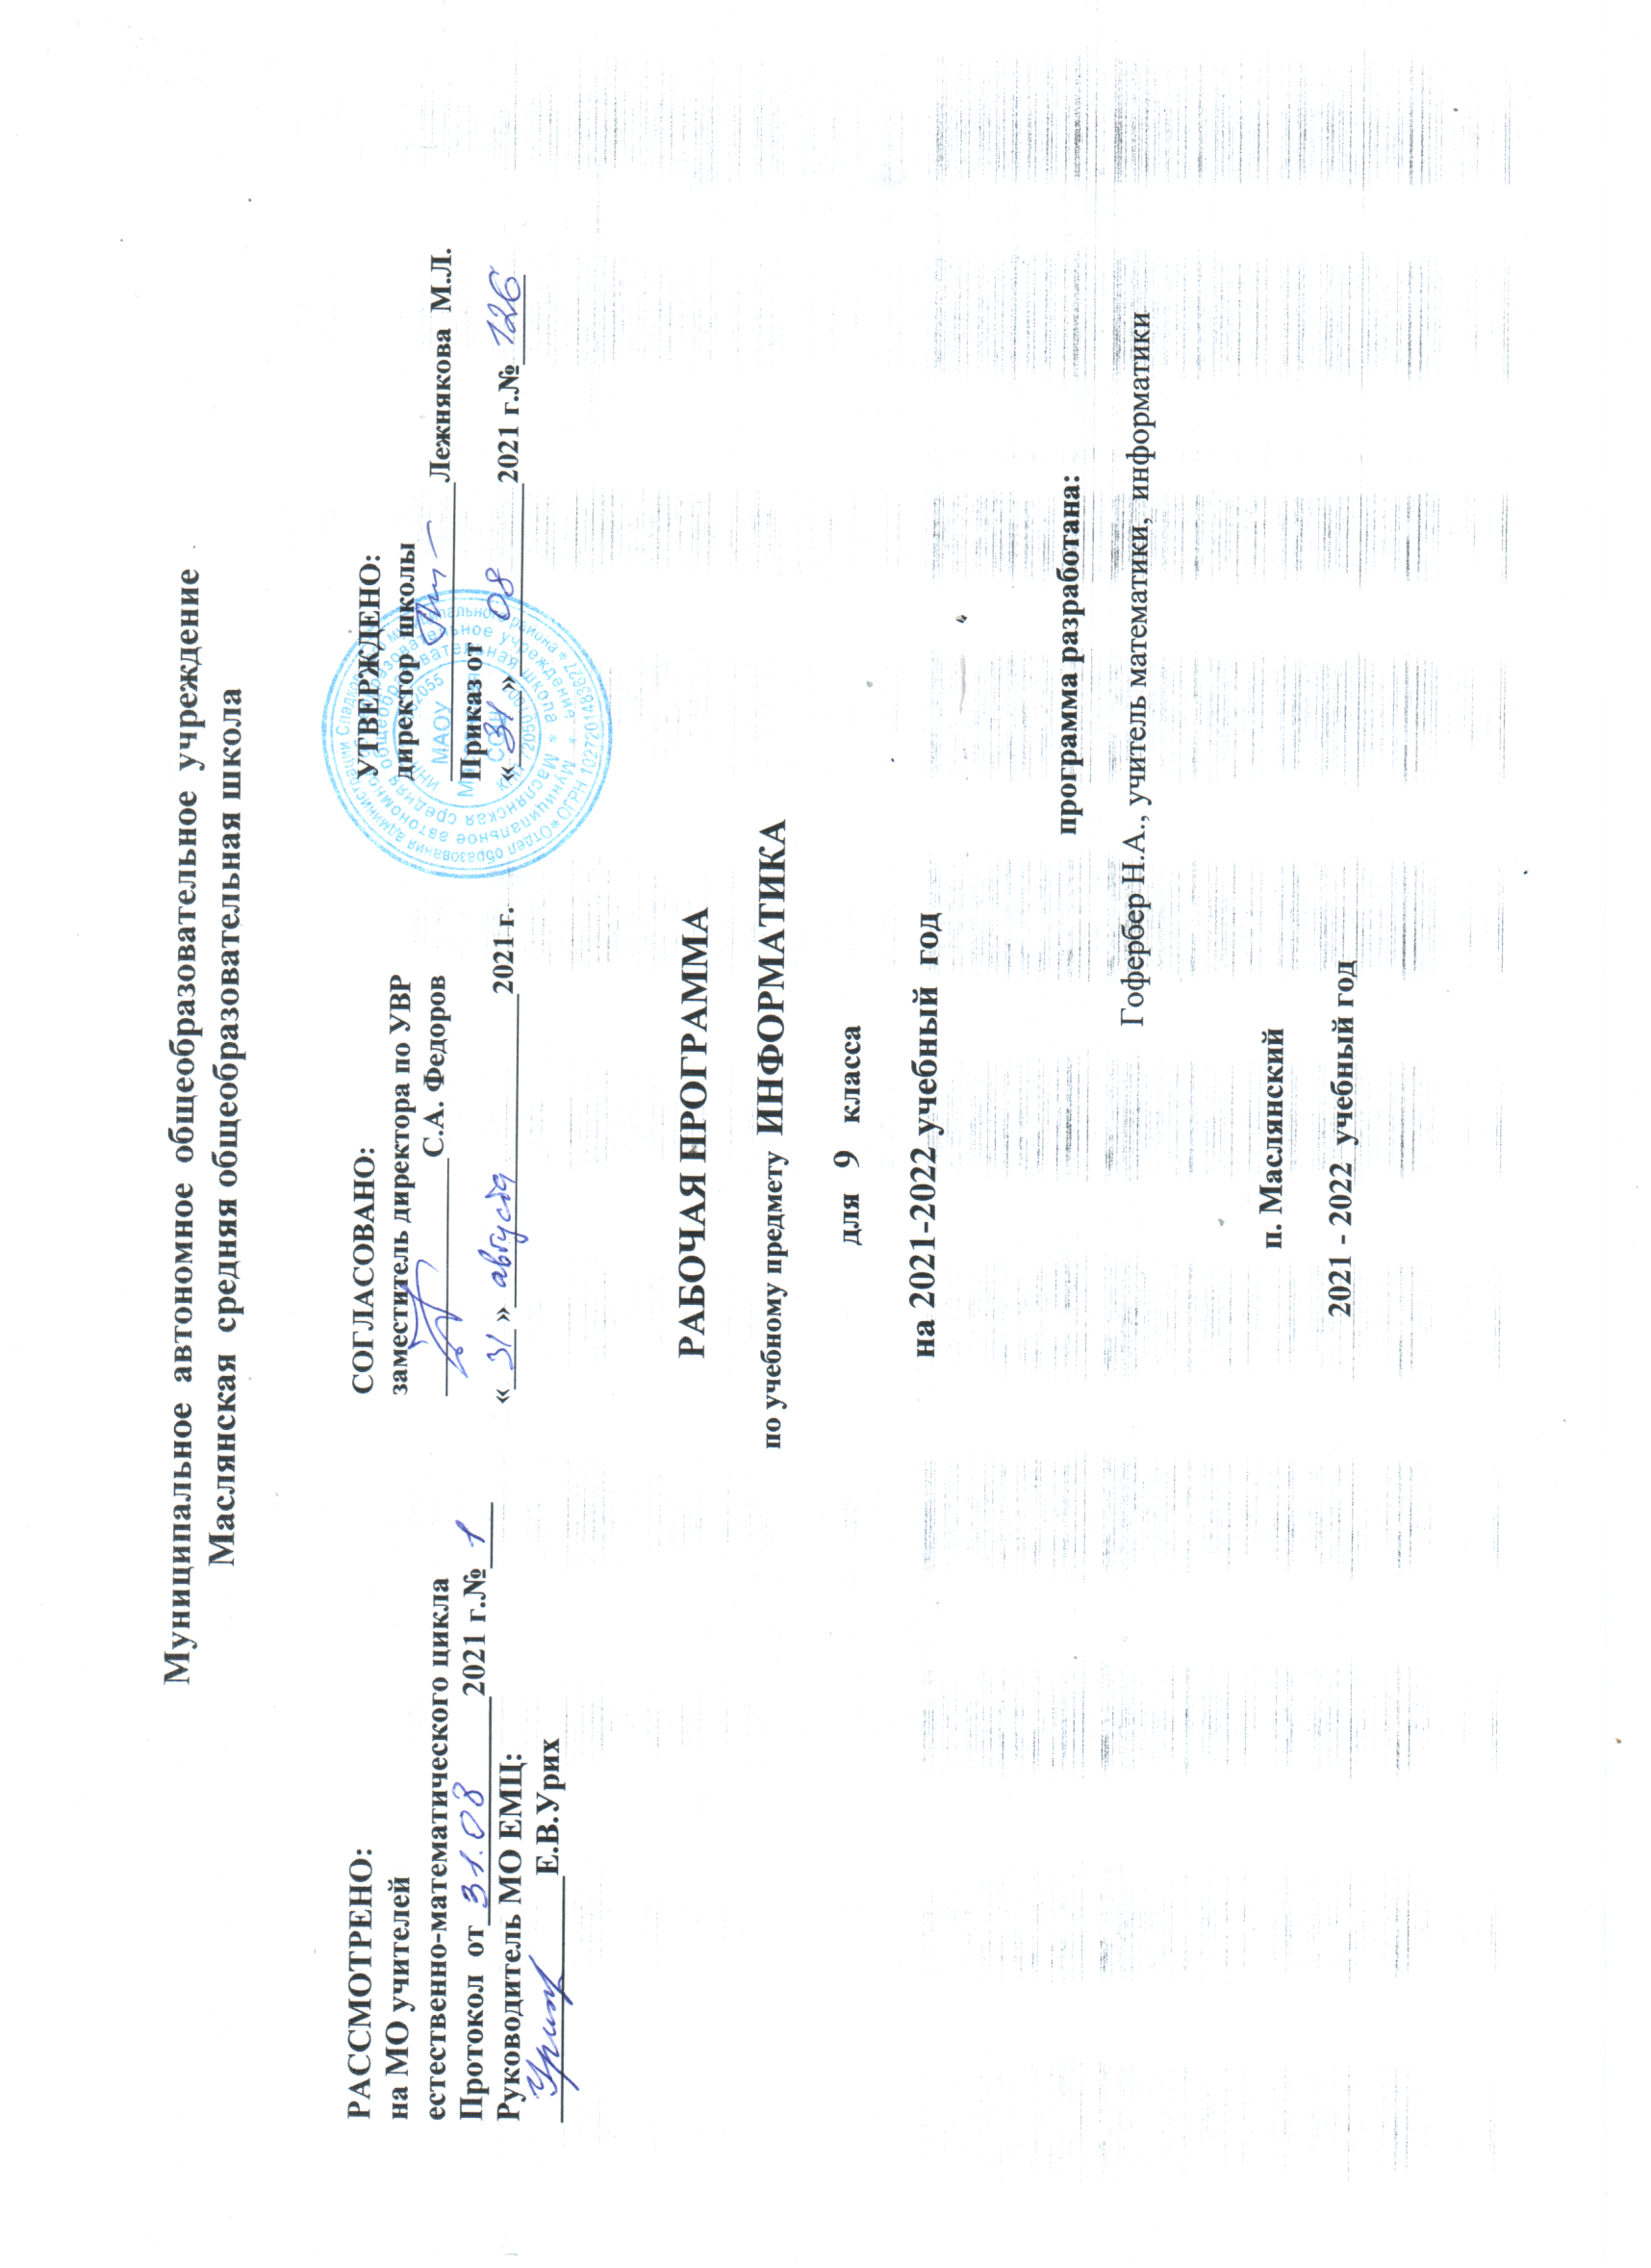 Муниципальное автономное общеобразовательное учреждение
Маслянская средняя общеобразовательная школа
РАССМОТРЕНО:
на МО учителей
естественно-математического цикла
Протокол от 31.08 2021 г.№ 1
Руководитель МО ЕМЦ:
Е.В.Урих
СОГЛАСОВАНО:
заместитель директора по УВР
С.А. Федоров
« 31 » августа 2021 г.
УТВЕРЖДЕНО:
директор школы
Лежнякова М.Л.
Приказ от
« 31 » 08 2021 г.№ 126
РАБОЧАЯ ПРОГРАММА
по учебному предмету ИНФОРМАТИКА
для 9 класса
на 2021-2022 учебный год
программа разработана:
Гофербер Н.А., учитель математики, информатики
п. Маслянский
2021 - 2022 учебный год